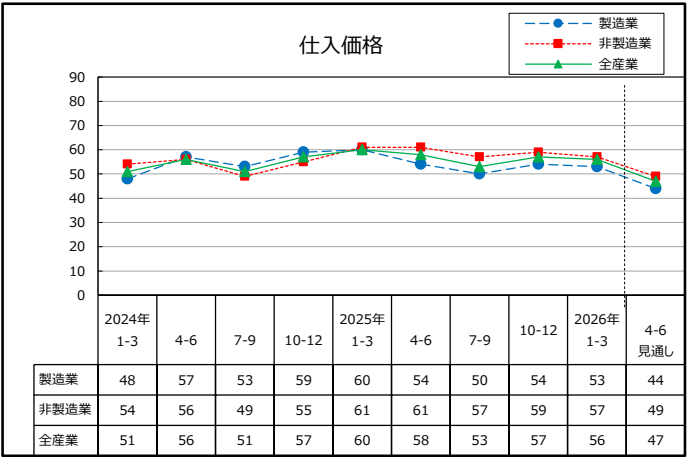 仕入価格
製造業
非製造業
全産業
90
80
70
60
50
40
30
20
10
0
2024年 1-3 4-6 7-9 10-12 2025年 1-3 4-6 7-9 10-12 2026年 1-3 4-6 見通し
製造業 48 57 53 59 60 54 50 54 53 44
非製造業 54 56 49 55 61 61 57 59 57 49
全産業 51 56 51 57 60 58 53 57 56 47